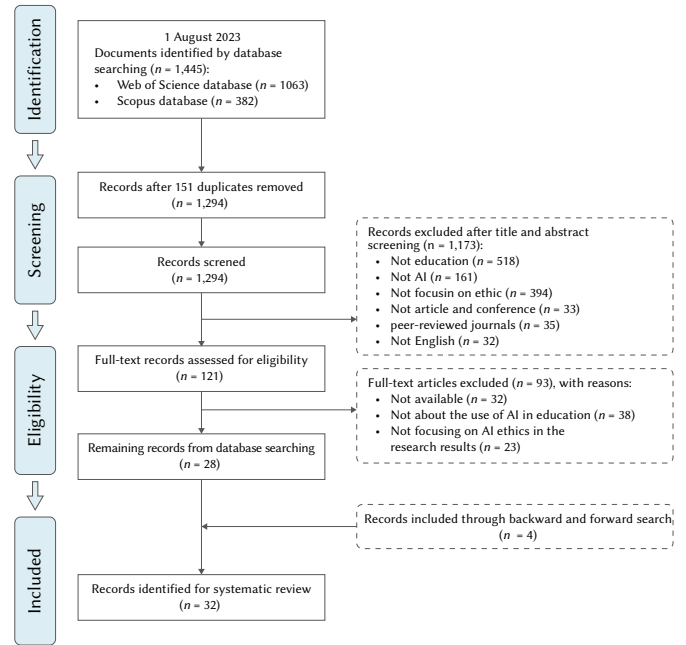 Identification
1 August 2023
Documents identified by database
searching (n = 1,445):
• Web of Science database (n = 1063)
• Scopus database (n = 382)
Screening
Records after 151 duplicates removed
(n = 1,294)
Records screned
(n = 1,294)
Records excluded after title and abstract
screening (n = 1,173):
• Not education (n = 518)
• Not AI (n = 161)
• Not focusin on ethic (n = 394)
• Not article and conference (n = 33)
• peer-reviewed journals (n = 35)
• Not English (n = 32)
Eligibility
Full-text records assessed for eligibility
(n = 121)
Full-text articles excluded (n = 93), with reasons:
• Not available (n = 32)
• Not about the use of AI in education (n = 38)
• Not focusing on AI ethics in the
research results (n = 23)
Remaining records from database searching
(n = 28)
Included
Records included through backward and forward search
(n = 4)
Records identified for systematic review
(n = 32)